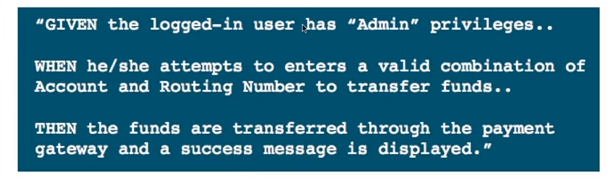 “GIVEN the logged-in user has “Admin” privileges..
WHEN he/she attempts to enters a valid combination of
Account and Routing Number to transfer funds..
THEN the funds are transferred through the payment
gateway and a success message is displayed.”